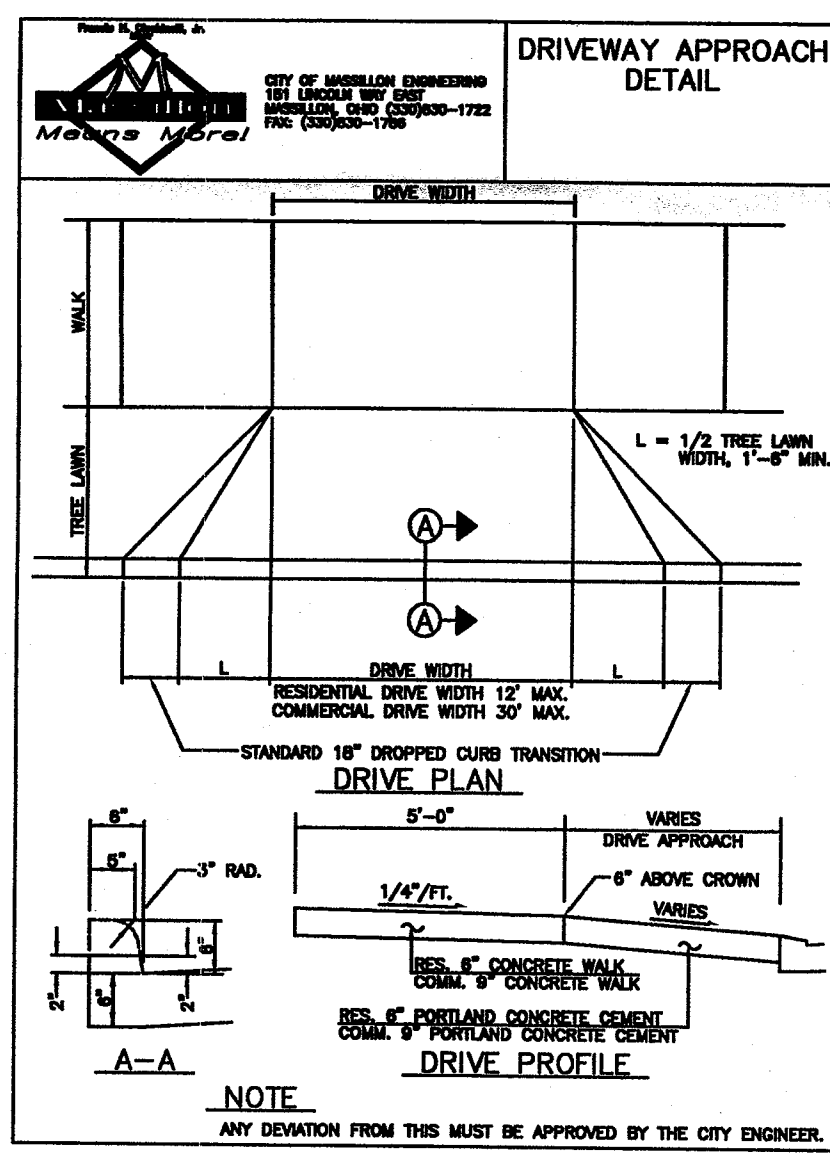 DRIVEWAY APPROACH
DETAIL
CITY OF MASSILLON ENGINEERING
151 LINCOLN WAY EAST
MASSILLON, OHIO (330)830-1722
FAX: (330)830-1786
Means More!
DRIVE WIDTH
WALK
TREE LAWN
L = 1/2 TREE LAWN
WIDTH, 1'-6" MIN.
A
A
L
DRIVE WIDTH
L
RESIDENTIAL DRIVE WIDTH 12' MAX.
COMMERCIAL DRIVE WIDTH 30' MAX.
STANDARD 18" DROPPED CURB TRANSITION
DRIVE PLAN
6"
5"
3" RAD.
6"
2"
6"
2"
A-A
5'-0"
VARIES
DRIVE APPROACH
6" ABOVE CROWN
1/4"/FT.
VARIES
RES. 6" CONCRETE WALK
COMM. 9" CONCRETE WALK
RES. 6" PORTLAND CONCRETE CEMENT
COMM. 9" PORTLAND CONCRETE CEMENT
DRIVE PROFILE
NOTE
ANY DEVIATION FROM THIS MUST BE APPROVED BY THE CITY ENGINEER.